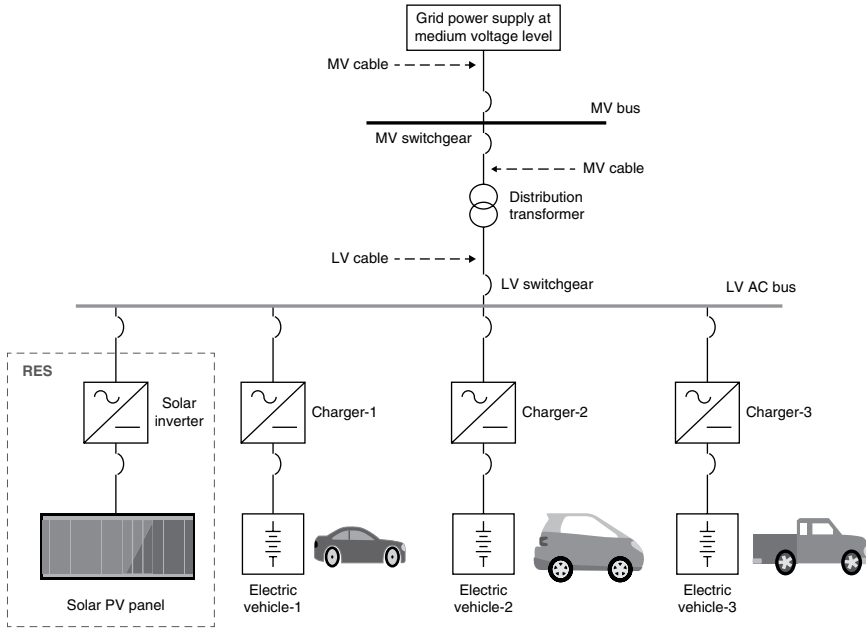 Grid power supply at
medium voltage level
MV cable
MV bus
MV switchgear
MV cable
Distribution
transformer
LV cable
LV switchgear
LV AC bus
RES
Solar
inverter
Charger-1
Charger-2
Charger-3
Solar PV panel
Electric
vehicle-1
Electric
vehicle-2
Electric
vehicle-3